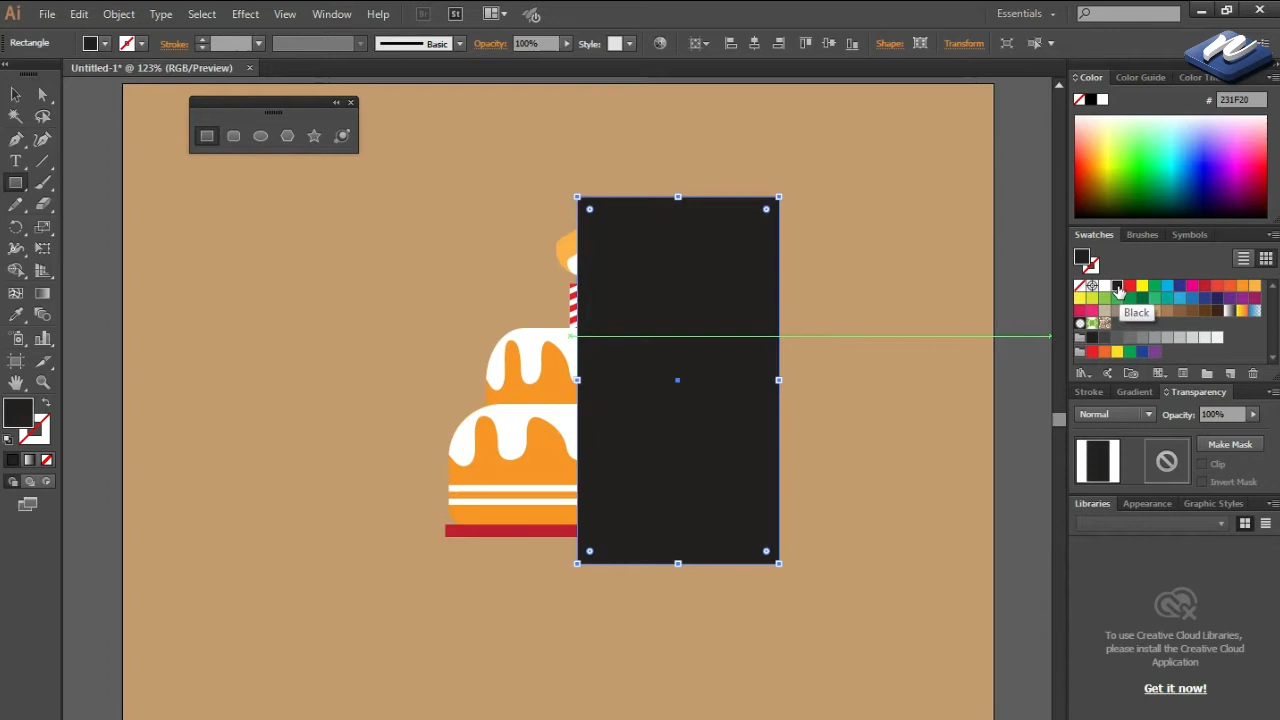 Ai File Edit Object Type Select Effect View Window Help Br St Essentials
Rectangle Stroke: Basic Opacity: 100% Style: Shape: Transform
Untitled-1* @ 123% (RGB/Preview)
Color Color Guide
# 231F20
Swatches Brushes Symbols
Black
Stroke Gradient Transparency
Normal Opacity: 100%
Make Mask
Clip
Invert Mask
Libraries Appearance Graphic Styles
To use Creative Cloud Libraries,
please install the Creative Cloud
Application
Get it now!